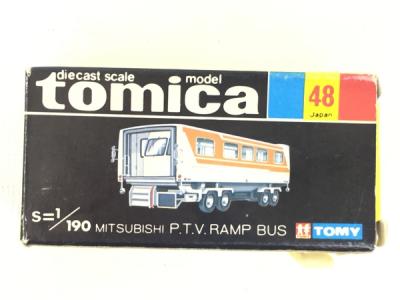 diecast scale model
tomica
48
Japan
S=1/190 MITSUBISHI P.T.V. RAMP BUS
TOMY